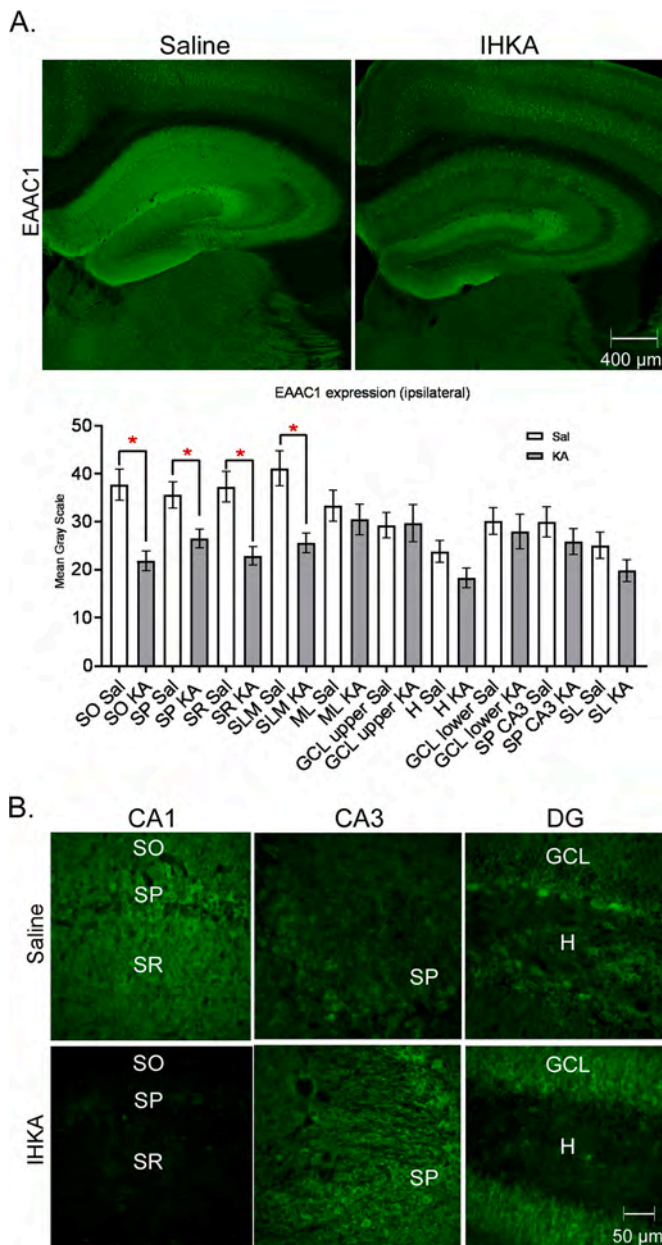 A.
Saline IHKA
EAAC1
400 µm
EAAC1 expression (ipsilateral)
Sal
KA
* * * *
Mean Gray Scale
50
40
30
20
10
0
SO Sal
SO KA
SP Sal
SP KA
SR Sal
SR KA
SLM Sal
SLM KA
ML Sal
ML KA
GCL upper Sal
GCL upper KA
H Sal
H KA
GCL lower Sal
GCL lower KA
SP CA3 Sal
SP CA3 KA
SL Sal
SL KA
B.
CA1 CA3 DG
Saline
SO
SP
SR
SP
GCL
H
IHKA
SO
SP
SR
SP
GCL
H
50 µm